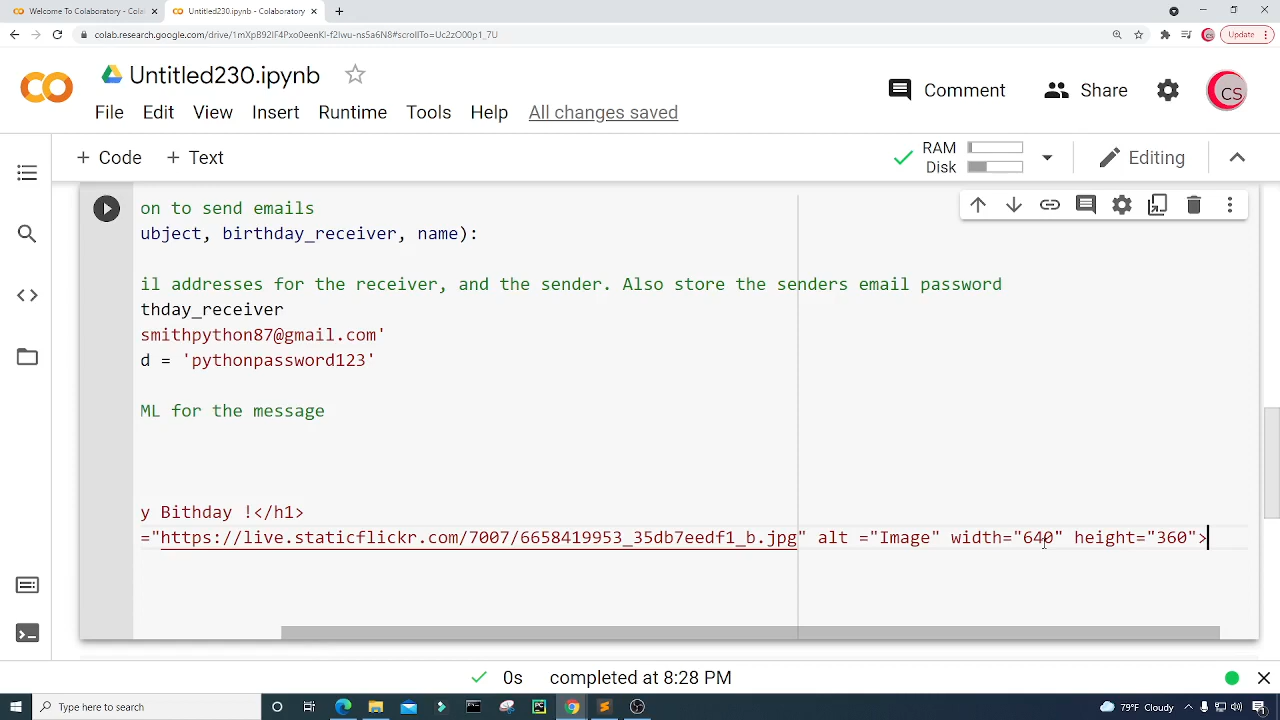 Welcome To Colaboratory - Colab
Untitled230.ipynb - Colaboratory
colab.research.google.com/drive/1mXpB92lF4Pxo0eenKl-f2lwu-ns5a6N8#scrollTo=Uc2zO00p1_7U
Update
Untitled230.ipynb
File Edit View Insert Runtime Tools Help All changes saved
Comment
Share
CS
+ Code + Text
RAM
Disk
Editing
on to send emails
ubject, birthday_receiver, name):
il addresses for the receiver, and the sender. Also store the senders email password
thday_receiver
smithpython87@gmail.com'
d = 'pythonpassword123'
ML for the message
y Bithday !</h1>
="https://live.staticflickr.com/7007/6658419953_35db7eedf1_b.jpg" alt ="Image" width="640" height="360">
0s completed at 8:28 PM
Type here to search
79°F Cloudy